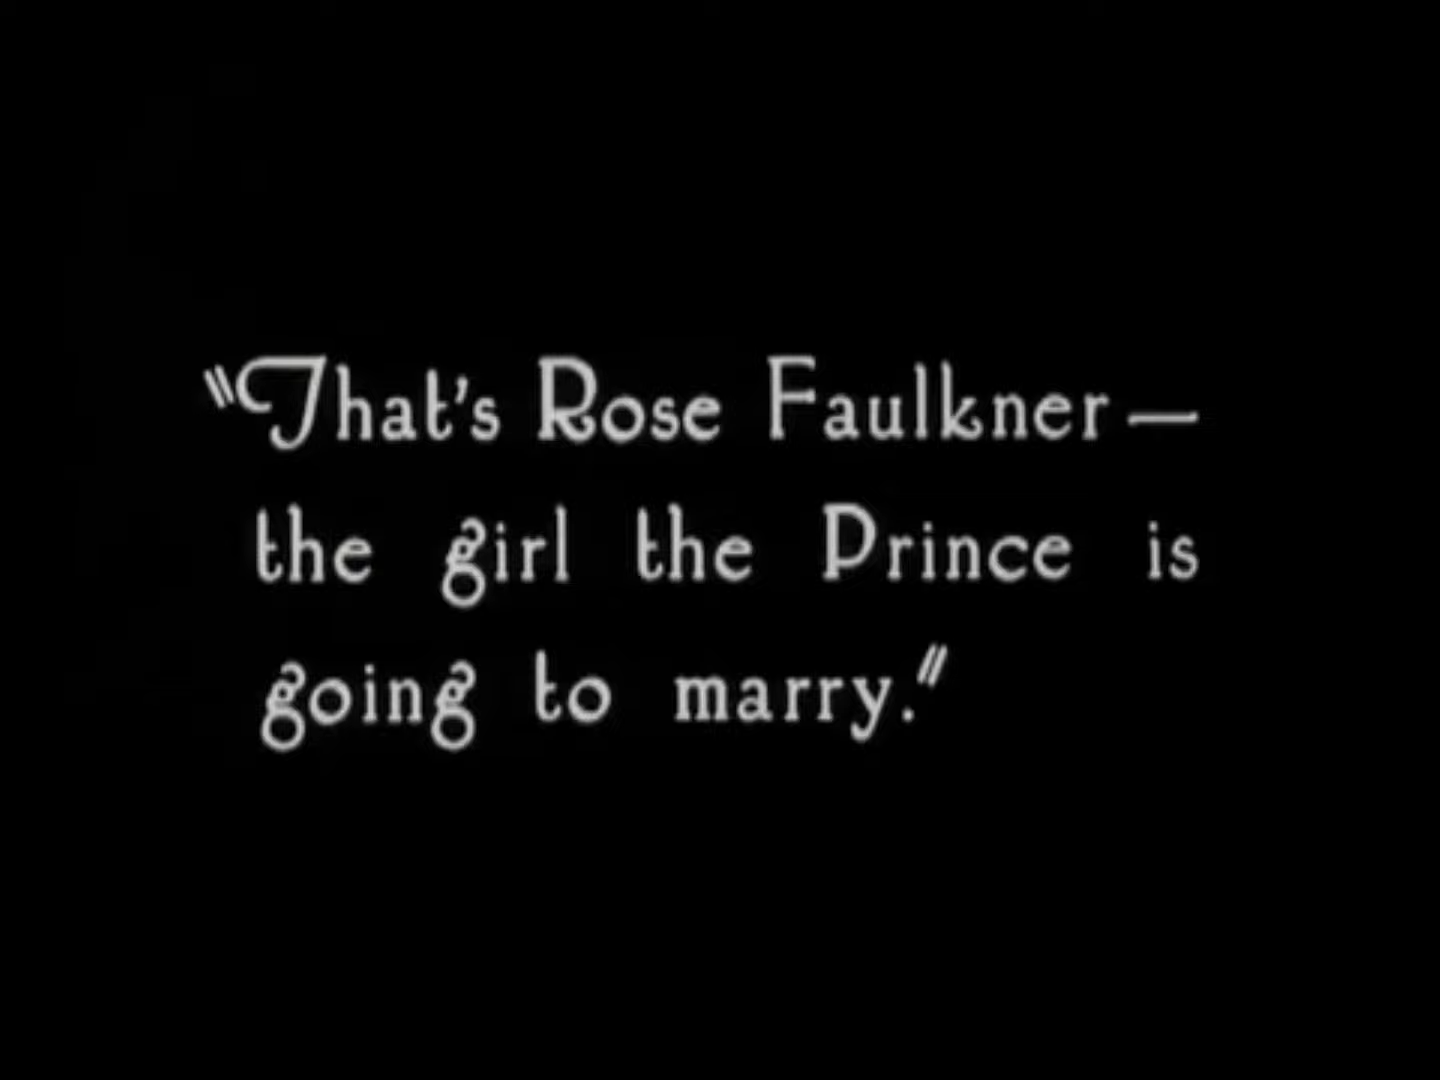 "That's Rose Faulkner—
the girl the Prince is
going to marry."